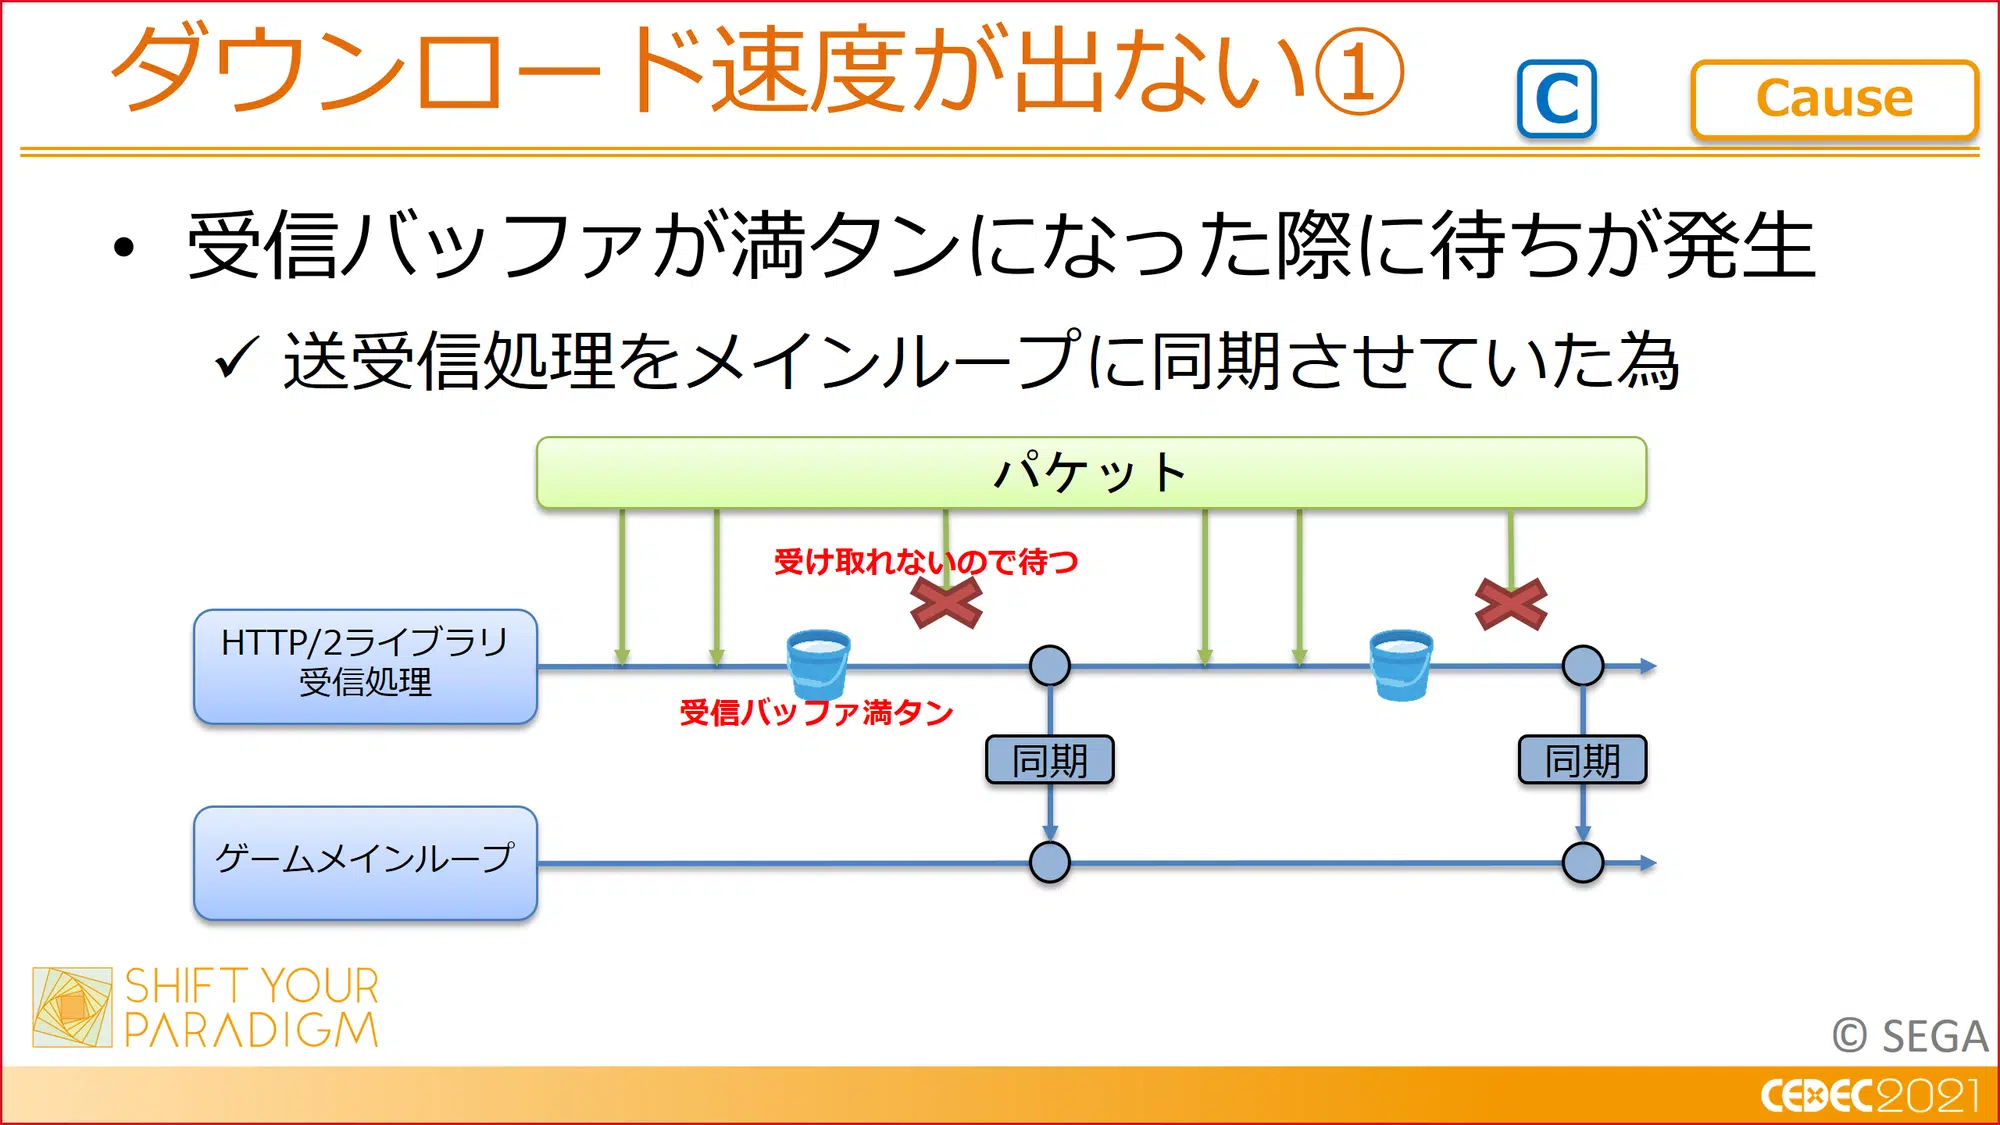 ダウンロード速度が出ない①
C
Cause
• 受信バッファが満タンになった際に待ちが発生
✓ 送受信処理をメインループに同期させていた為
パケット
受け取れないので待つ
HTTP/2ライブラリ
受信処理
受信バッファ満タン
同期
同期
ゲームメインループ
SHIFT YOUR
PARADIGM
© SEGA
CEDEC2021